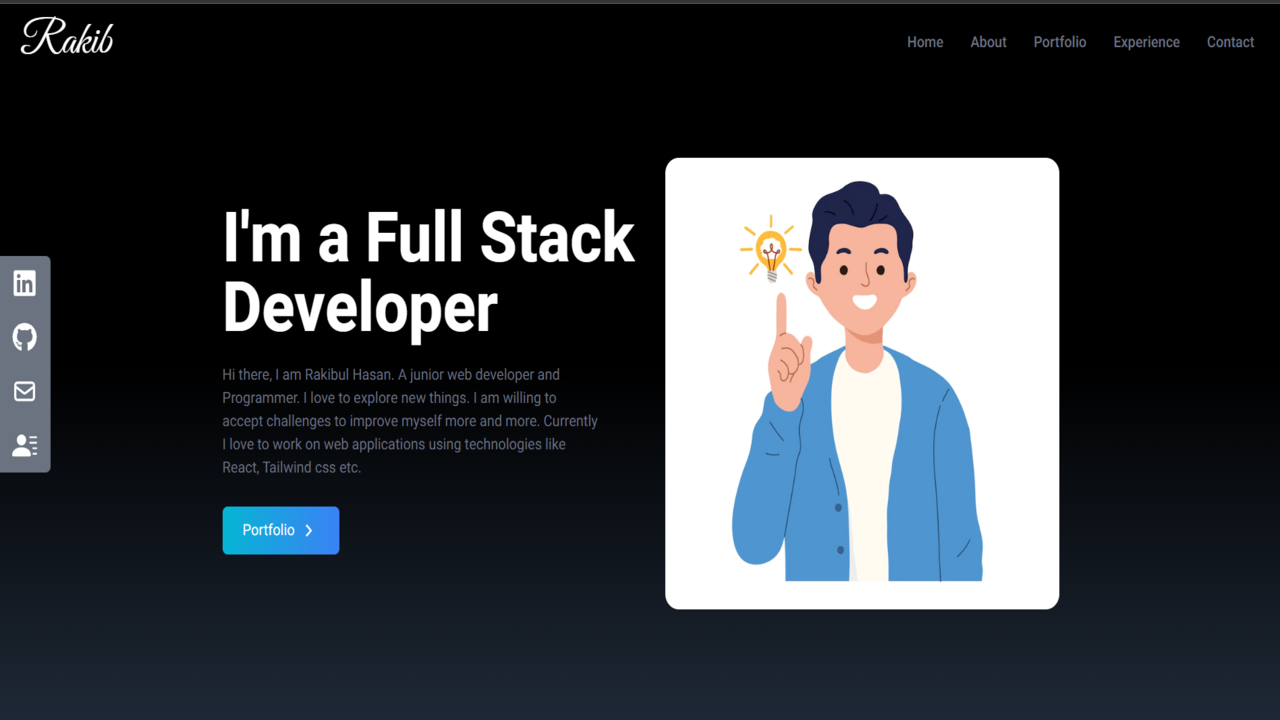 Rakib
Home
About
Portfolio
Experience
Contact
I'm a Full Stack
Developer
in
Hi there, I am Rakibul Hasan. A junior web developer and
Programmer. I love to explore new things. I am willing to
accept challenges to improve myself more and more. Currently
I love to work on web applications using technologies like
React, Tailwind css etc.
Portfolio